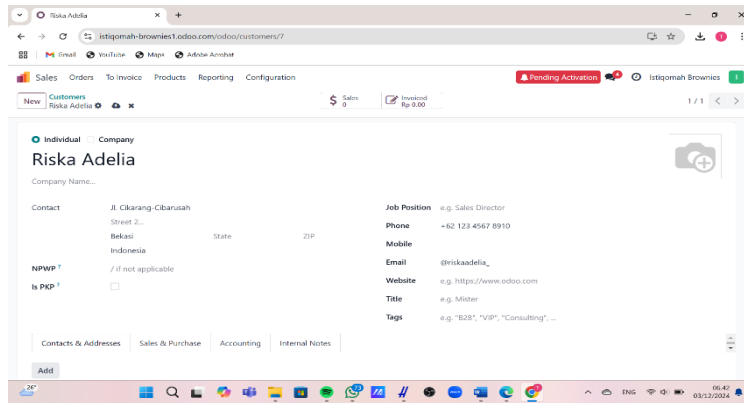 Riska Adelia
istiqomah-brownies1.odoo.com/odoo/customers/7
Gmail YouTube Maps Adobe Acrobat
Sales Orders To Invoice Products Reporting Configuration Pending Activation Istiqomah Brownies I
New Customers Sales Invoiced 1 / 1
Riska Adelia 0 Rp 0.00
Individual Company
Riska Adelia
Company Name...
Contact Jl. Cikarang-Cibarusah Job Position e.g. Sales Director
Street 2... Phone +62 123 4567 8910
Bekasi State ZIP Mobile
Indonesia Email @riskaadelia_
NPWP ? / if not applicable Website e.g. https://www.odoo.com
Is PKP ? Title e.g. Mister
Tags e.g. "B2B", "VIP", "Consulting", ...
Contacts & Addresses Sales & Purchase Accounting Internal Notes
Add
26° 73 ENG 06.42
03/12/2024